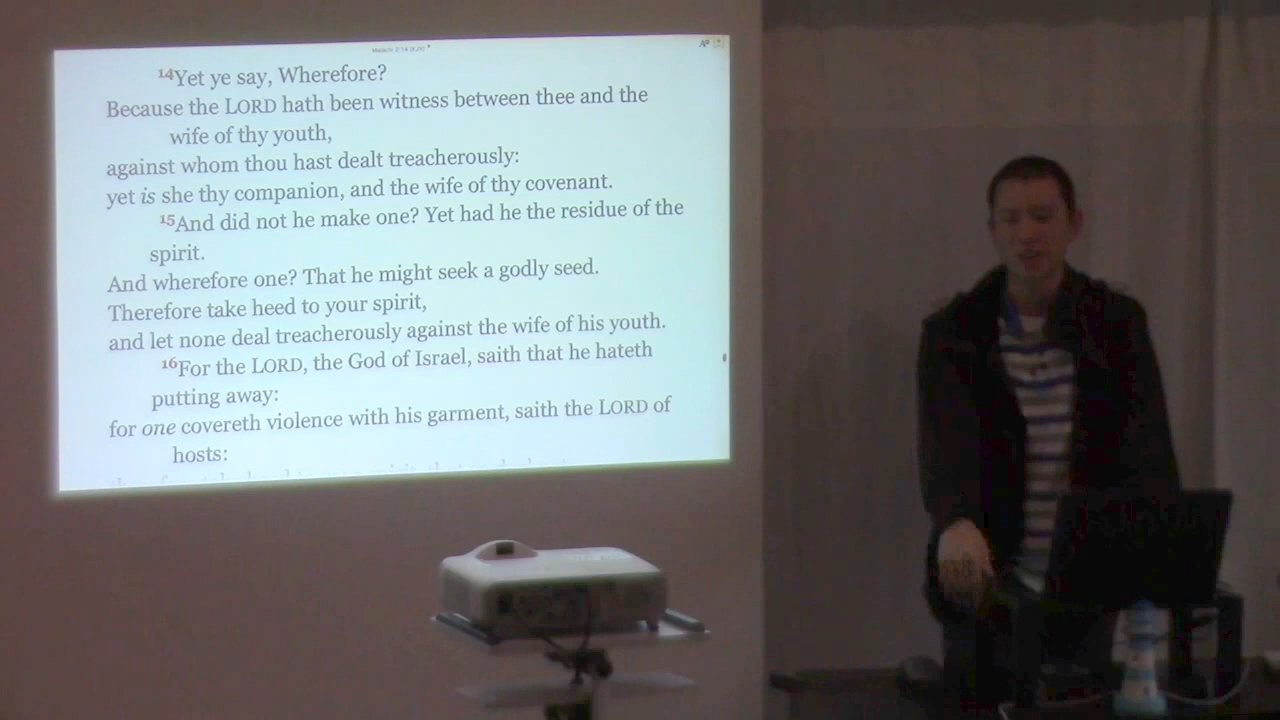 Malachi 2:14 (KJV)
14Yet ye say, Wherefore?
Because the LORD hath been witness between thee and the
wife of thy youth,
against whom thou hast dealt treacherously:
yet is she thy companion, and the wife of thy covenant.
15And did not he make one? Yet had he the residue of the
spirit.
And wherefore one? That he might seek a godly seed.
Therefore take heed to your spirit,
and let none deal treacherously against the wife of his youth.
16For the LORD, the God of Israel, saith that he hateth
putting away:
for one covereth violence with his garment, saith the LORD of
hosts: